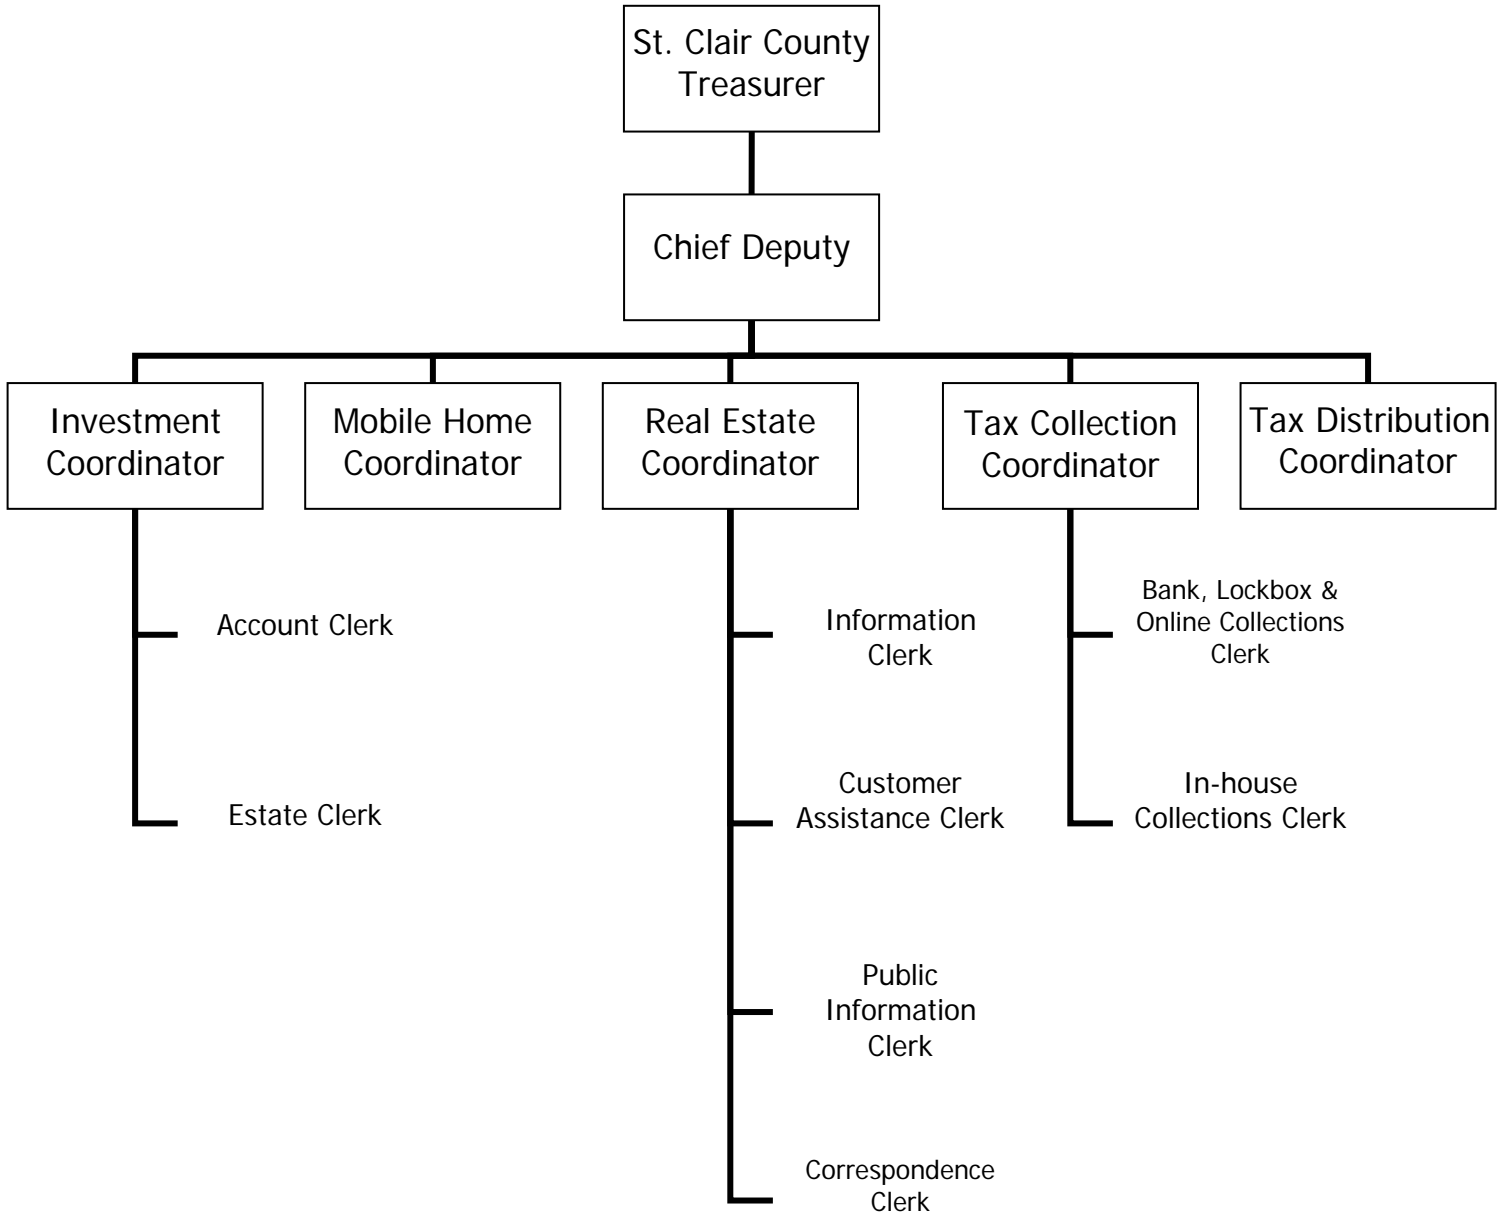 St. Clair County
Treasurer
Chief Deputy
Investment
Coordinator
Mobile Home
Coordinator
Real Estate
Coordinator
Tax Collection
Coordinator
Tax Distribution
Coordinator
Account Clerk
Estate Clerk
Information
Clerk
Customer
Assistance Clerk
Public
Information
Clerk
Correspondence
Clerk
Bank, Lockbox &
Online Collections
Clerk
In-house
Collections Clerk